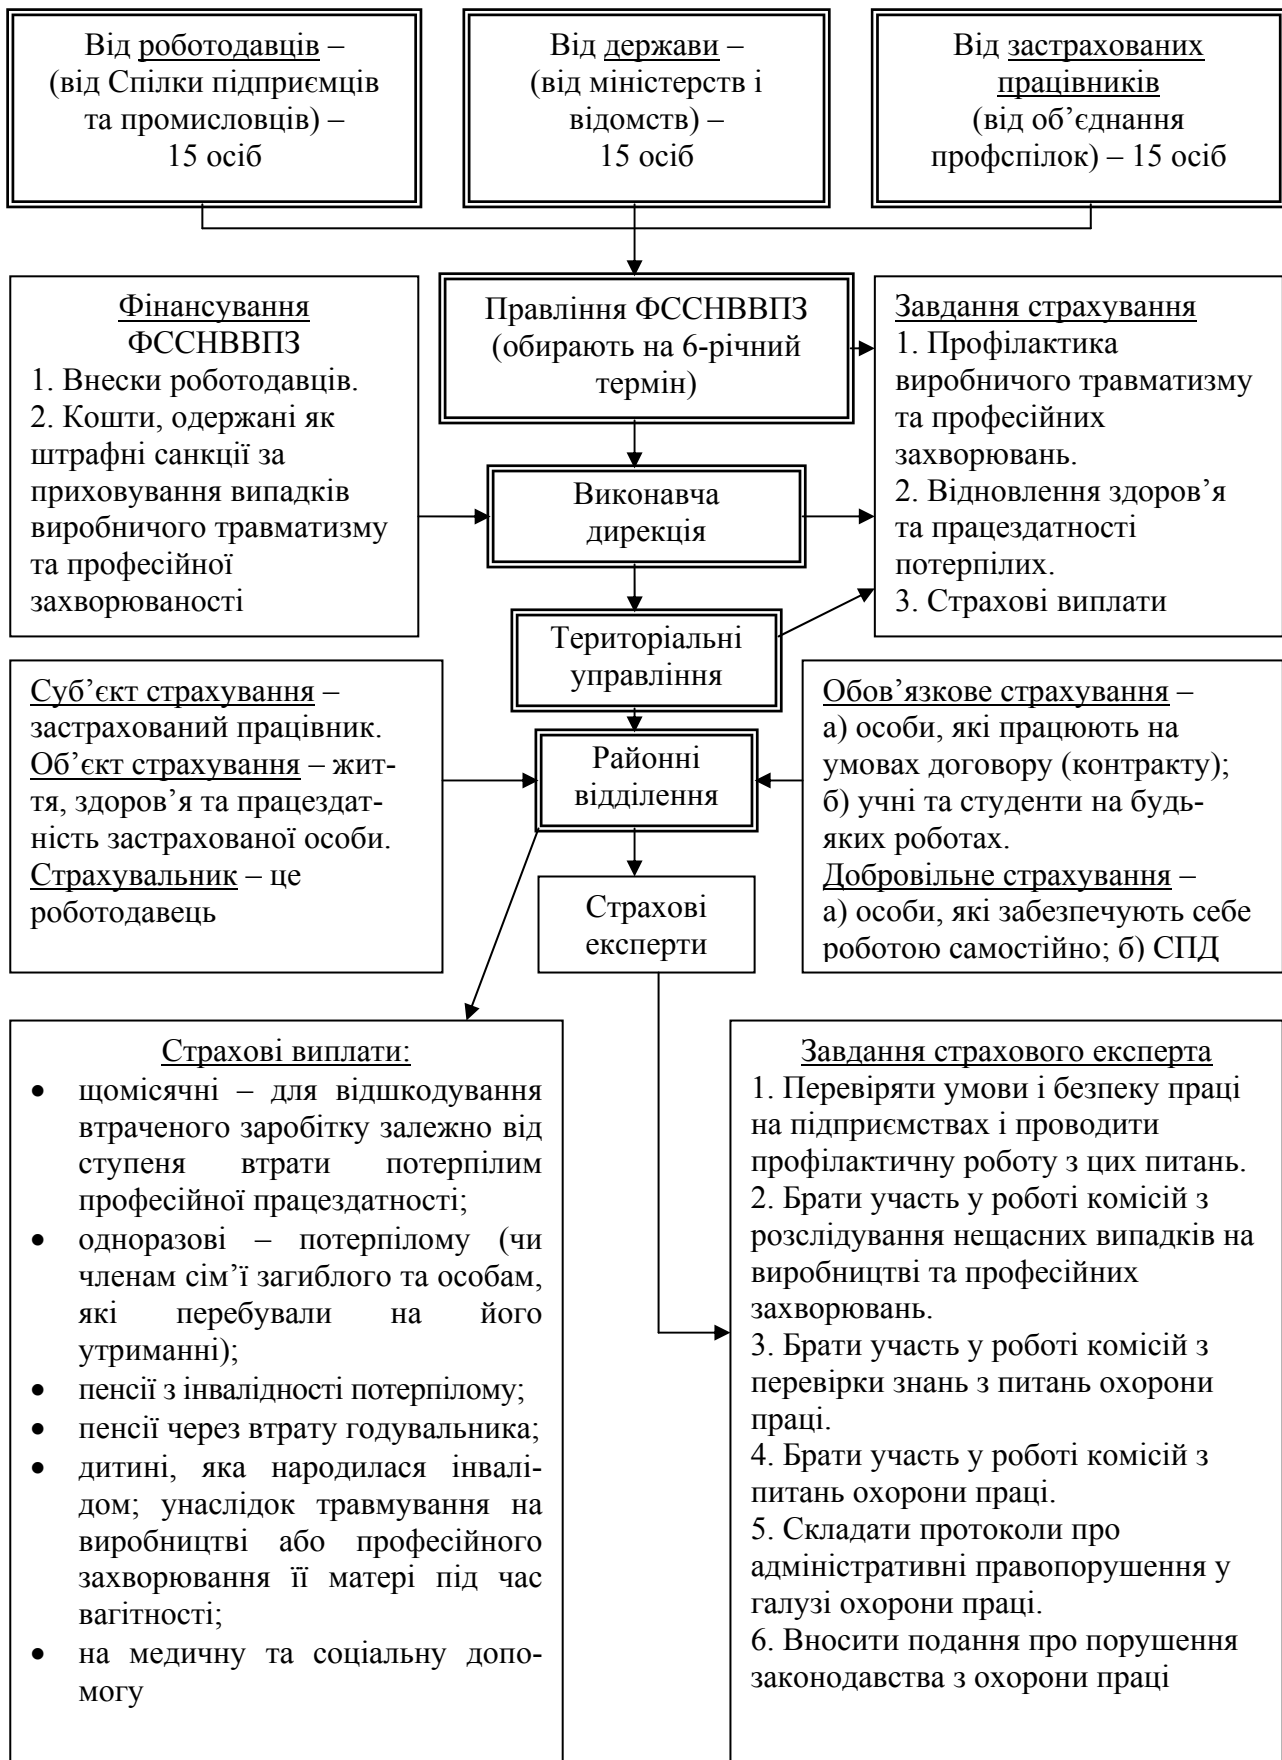 Від роботодавців –
(від Спілки підприємців
та промисловців) –
15 осіб
Від держави –
(від міністерств і
відомств) –
15 осіб
Від застрахованих
працівників
(від об’єднання
профспілок) – 15 осіб
Фінансування
ФССНВВПЗ
1. Внески роботодавців.
2. Кошти, одержані як
штрафні санкції за
приховування випадків
виробничого травматизму
та професійної
захворюваності
Правління ФССНВВПЗ
(обирають на 6-річний
термін)
Завдання страхування
1. Профілактика
виробничого травматизму
та професійних
захворювань.
2. Відновлення здоров’я
та працездатності
потерпілих.
3. Страхові виплати
Виконавча
дирекція
Територіальні
управління
Суб’єкт страхування –
застрахований працівник.
Об’єкт страхування – жит-
тя, здоров’я та працездат-
ність застрахованої особи.
Страхувальник – це
роботодавець
Районні
відділення
Обов’язкове страхування –
а) особи, які працюють на
умовах договору (контракту);
б) учні та студенти на будь-
яких роботах.
Добровільне страхування –
а) особи, які забезпечують себе
роботою самостійно; б) СПД
Страхові
експерти
Страхові виплати:
• щомісячні – для відшкодування
втраченого заробітку залежно від
ступеня втрати потерпілим
професійної працездатності;
• одноразові – потерпілому (чи
членам сім’ї загиблого та особам,
які перебували на його
утриманні);
• пенсії з інвалідності потерпілому;
• пенсії через втрату годувальника;
• дитині, яка народилася інвалі-
дом; унаслідок травмування на
виробництві або професійного
захворювання її матері під час
вагітності;
• на медичну та соціальну допо-
могу
Завдання страхового експерта
1. Перевіряти умови і безпеку праці
на підприємствах і проводити
профілактичну роботу з цих питань.
2. Брати участь у роботі комісій з
розслідування нещасних випадків на
виробництві та професійних
захворювань.
3. Брати участь у роботі комісій з
перевірки знань з питань охорони
праці.
4. Брати участь у роботі комісій з
питань охорони праці.
5. Складати протоколи про
адміністративні правопорушення у
галузі охорони праці.
6. Вносити подання про порушення
законодавства з охорони праці